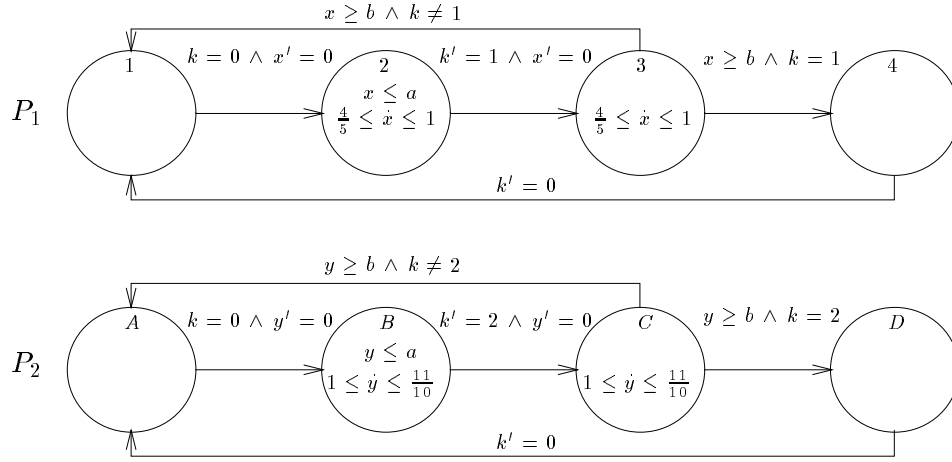 x ≥ b ∧ k ≠ 1
1 k = 0 ∧ x′ = 0 2 k′ = 1 ∧ x′ = 0 3 x ≥ b ∧ k = 1 4
x ≤ a
P₁ 4/5 ≤ ẋ ≤ 1 4/5 ≤ ẋ ≤ 1
k′ = 0
y ≥ b ∧ k ≠ 2
A k = 0 ∧ y′ = 0 B k′ = 2 ∧ y′ = 0 C y ≥ b ∧ k = 2 D
y ≤ a
P₂ 1 ≤ ẏ ≤ 11/10 1 ≤ ẏ ≤ 11/10
k′ = 0